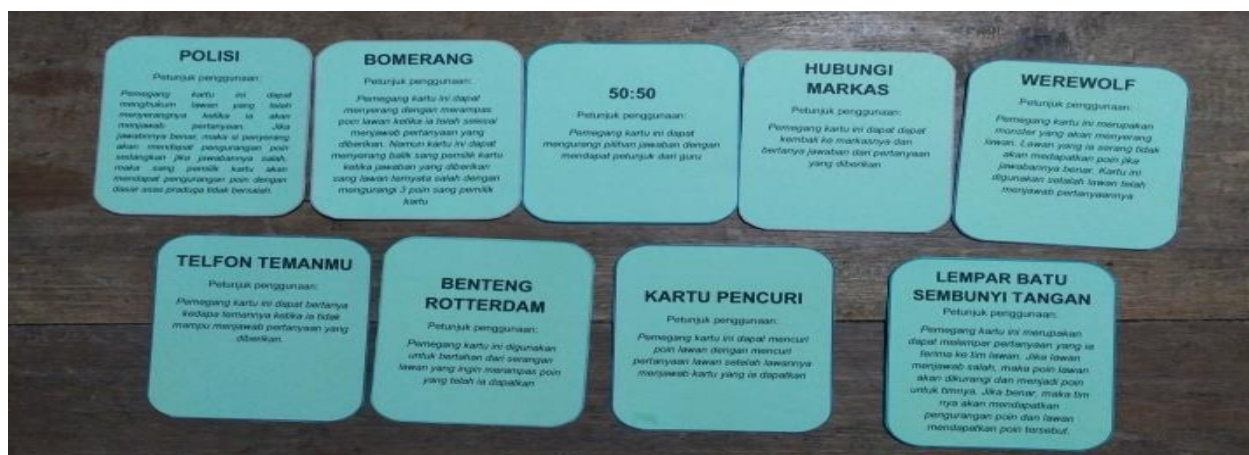 POLISI
Petunjuk penggunaan:
Pemegang kartu ini dapat
menghukum lawan yang telah
menyerangnya ketika ia akan
menjawab pertanyaan. Jika
jawabannya benar, maka si penyerang
akan mendapat pengurangan poin
sedangkan jika jawabannya salah,
maka sang pemilik kartu akan
mendapat pengurangan poin dengan
dasar asas praduga tidak bersalah.
BOMERANG
Petunjuk penggunaan:
Pemegang kartu ini dapat
menyerang dengan merampas
poin lawan ketika ia telah selesai
menjawab pertanyaan yang
diberikan. Namun kartu ini dapat
menyerang balik sang pemilik kartu
ketika jawaban yang diberikan
sang lawan ternyata salah dengan
mengurangi 3 poin sang pemilik
kartu
50:50
Petunjuk penggunaan:
Pemegang kartu ini dapat
mengurangi pilihan jawaban dengan
mendapat petunjuk dari guru
HUBUNGI
MARKAS
Petunjuk penggunaan:
Pemegang kartu ini dapat dapat
kembali ke markasnya dan
bertanya jawaban dari pertanyaan
yang diberikan
WEREWOLF
Petunjuk penggunaan:
Pemegang kartu ini merupakan
monster yang akan menyerang
lawan. Lawan yang ia serang tidak
akan medapatkan poin jika
jawabannya benar. Kartu ini
digunakan setalah lawan telah
menjawab pertanyaannya
TELFON TEMANMU
Petunjuk penggunaan:
Pemegang kartu ini dapat bertanya
kedapa temannya ketika ia tidak
mampu menjawab pertanyaan yang
diberikan
BENTENG
ROTTERDAM
Petunjuk penggunaan:
Pemegang kartu ini digunakan
untuk bertahan dari serangan
lawan yang ingin merampas poin
yang telah ia dapatkan
KARTU PENCURI
Petunjuk penggunaan:
Pemegang kartu ini dapat mencuri
poin lawan dengan mencuri
pertanyaan lawan setelah lawannya
menjawab kartu yang ia dapatkan
LEMPAR BATU
SEMBUNYI TANGAN
Petunjuk penggunaan:
Pemegang kartu ini merupakan
dapat melempar pertanyaan yang ia
terima ke tim lawan. Jika lawan
menjawab salah, maka poin lawan
akan dikurangi dan menjadi poin
untuk timnya. Jika benar, maka tim
nya akan mendapatkan
pengurangan poin dan lawan
mendapatkan poin tersebut.